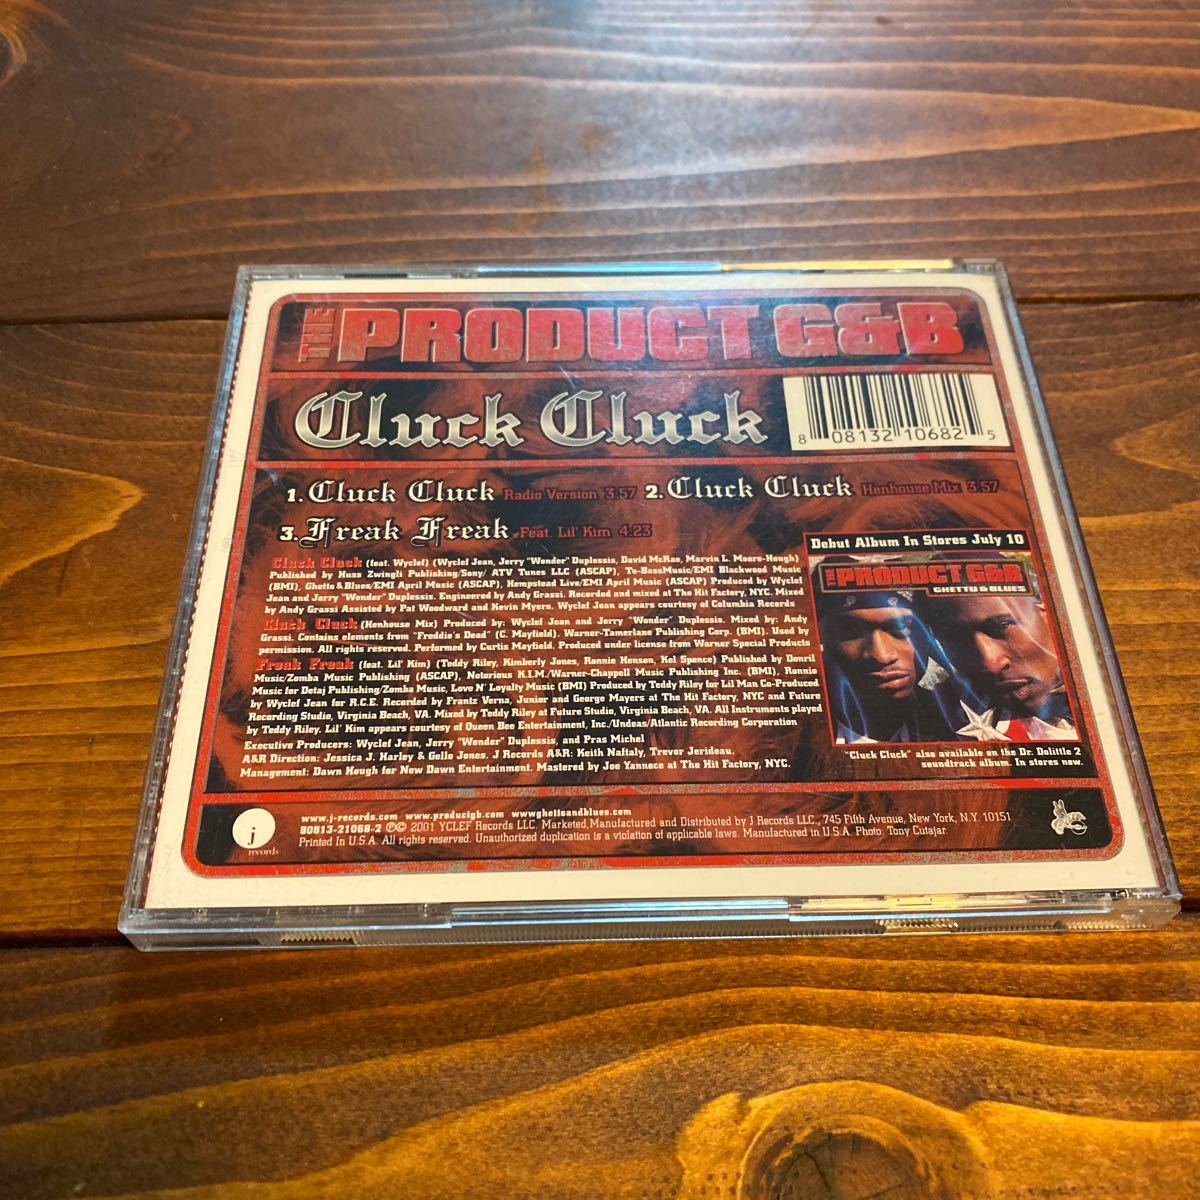 THE PRODUCT G&B
Cluck Cluck
8 08132 10682 5
1. Cluck Cluck Radio Version 3:57 2. Cluck Cluck Henhouse Mix 3:57
3. Freak Freak Feat. Lil' Kim 4:23
Cluck Cluck (feat. Wyclef) (Wyclef Jean, Jerry "Wonder" Duplessis, David McRae, Marvin L. Moore-Hough)
Published by Huss Zwingli Publishing/Sony/ ATV Tunes LLC (ASCAP), Te-BassMusic/EMI Blackwood Music
(BMI), Ghetto & Blues/EMI April Music (ASCAP), Hempstead Live/EMI April Music (ASCAP) Produced by Wyclef
Jean and Jerry "Wonder" Duplessis. Engineered by Andy Grassi. Recorded and mixed at The Hit Factory, NYC. Mixed
by Andy Grassi Assisted by Pat Woodward and Kevin Myers. Wyclef Jean appears courtesy of Columbia Records
Cluck Cluck (Henhouse Mix) Produced by: Wyclef Jean and Jerry "Wonder" Duplessis. Mixed by: Andy
Grassi. Contains elements from "Freddie's Dead" (C. Mayfield). Warner-Tamerlane Publishing Corp. (BMI). Used by
permission. All rights reserved. Performed by Curtis Mayfield. Produced under license from Warner Special Products
Freak Freak (feat. Lil' Kim) (Teddy Riley, Kimberly Jones, Ronnie Henson, Kel Spence) Published by Donril
Music/Zomba Music Publishing (ASCAP), Notorious K.I.M./Warner-Chappell Music Publishing Inc. (BMI), Ronnie
Music for Detaj Publishing/Zomba Music, Love N' Loyalty Music (BMI) Produced by Teddy Riley for Lil Man Co-Produced
by Wyclef Jean for R.C.E. Recorded by Frantz Verna, Junior and George Mayers at The Hit Factory, NYC and Future
Recording Studio, Virginia Beach, VA. Mixed by Teddy Riley at Future Studio, Virginia Beach, VA. All Instruments played
by Teddy Riley. Lil' Kim appears courtesy of Queen Bee Entertainment, Inc./Undeas/Atlantic Recording Corporation
Executive Producers: Wyclef Jean, Jerry "Wonder" Duplessis, and Pras Michel
A&R Direction: Jessica J. Harley & Gello Jones. J Records A&R: Keith Naftaly, Trevor Jerideau.
Management: Dawn Hough for New Dawn Entertainment. Mastered by Joe Yannece at The Hit Factory, NYC.
Debut Album In Stores July 10
THE PRODUCT G&B
GHETTO & BLUES
"Cluck Cluck" also available on the Dr. Dolittle 2
soundtrack album. In stores now.
j records
www.j-records.com www.productgb.com wwwghettoandblues.com
80813-21068-2 ℗© 2001 YCLEF Records LLC. Marketed, Manufactured and Distributed by J Records LLC., 745 Fifth Avenue, New York, N.Y. 10151
Printed In U.S.A. All rights reserved. Unauthorized duplication is a violation of applicable laws. Manufactured in U.S.A. Photo: Tony Cutajar.